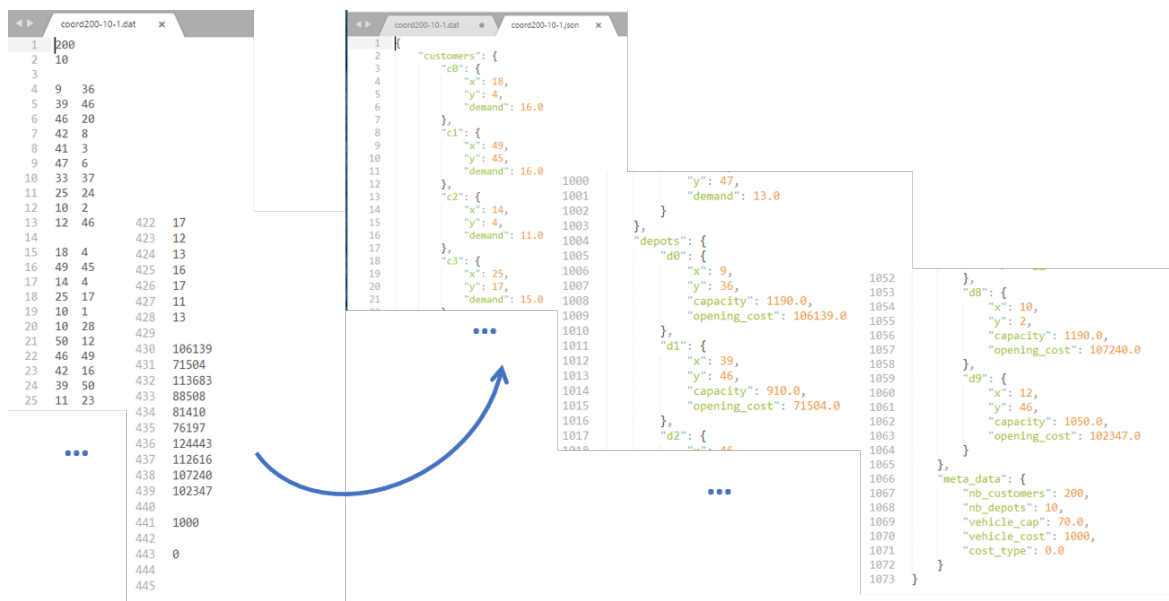 coord200-10-1.dat ×
1 200
2 10
3
4 9 36
5 39 46
6 46 20
7 42 8
8 41 3
9 47 6
10 33 37
11 25 24
12 10 2
13 12 46
14
15 18 4
16 49 45
17 14 4
18 25 17
19 10 1
20 10 28
21 50 12
22 46 49
23 42 16
24 39 50
25 11 23
...
422 17
423 12
424 13
425 16
426 17
427 11
428 13
429
430 106139
431 71504
432 113683
433 88508
434 81410
435 76197
436 124443
437 112616
438 107240
439 102347
440
441 1000
442
443 0
444
445
coord200-10-1.dat coord200-10-1.json ×
1 {
2 "customers": {
3 "c0": {
4 "x": 18,
5 "y": 4,
6 "demand": 16.0
7 },
8 "c1": {
9 "x": 49,
10 "y": 45,
11 "demand": 16.0
12 },
13 "c2": {
14 "x": 14,
15 "y": 4,
16 "demand": 11.0
17 },
18 "c3": {
19 "x": 25,
20 "y": 17,
21 "demand": 15.0
...
1000 "y": 47,
1001 "demand": 13.0
1002 }
1003 },
1004 "depots": {
1005 "d0": {
1006 "x": 9,
1007 "y": 36,
1008 "capacity": 1190.0,
1009 "opening_cost": 106139.0
1010 },
1011 "d1": {
1012 "x": 39,
1013 "y": 46,
1014 "capacity": 910.0,
1015 "opening_cost": 71504.0
1016 },
1017 "d2": {
1018 "x": 46,
...
1052 },
1053 "d8": {
1054 "x": 10,
1055 "y": 2,
1056 "capacity": 1190.0,
1057 "opening_cost": 107240.0
1058 },
1059 "d9": {
1060 "x": 12,
1061 "y": 46,
1062 "capacity": 1050.0,
1063 "opening_cost": 102347.0
1064 }
1065 },
1066 "meta_data": {
1067 "nb_customers": 200,
1068 "nb_depots": 10,
1069 "vehicle_cap": 70.0,
1070 "vehicle_cost": 1000,
1071 "cost_type": 0.0
1072 }
1073 }